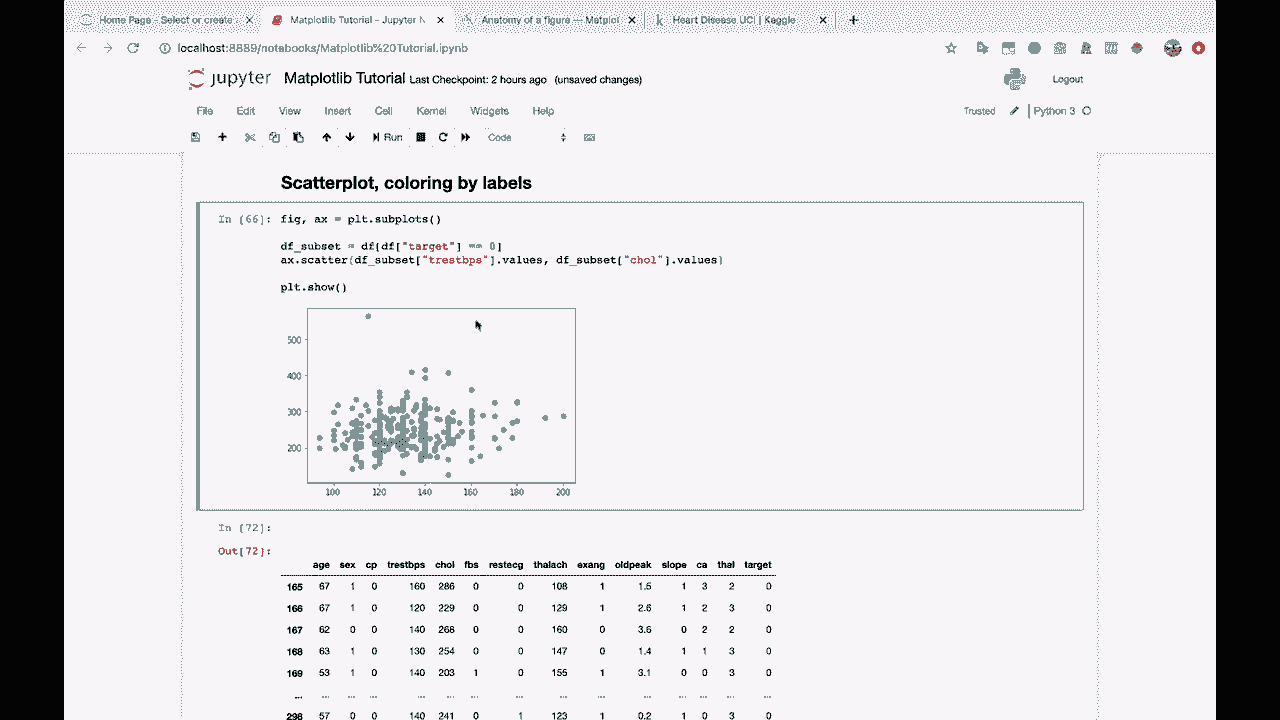 Home Page - Select or create
Matplotlib Tutorial - Jupyter N
Anatomy of a figure — Matplot
Heart Disease UCI | Kaggle
localhost:8889/notebooks/Matplotlib%20Tutorial.ipynb
jupyter Matplotlib Tutorial Last Checkpoint: 2 hours ago (unsaved changes)
Logout
File Edit View Insert Cell Kernel Widgets Help
Trusted Python 3
Run Code
Scatterplot, coloring by labels
In [66]: fig, ax = plt.subplots()
df_subset = df[df["target"] == 0]
ax.scatter(df_subset["trestbps"].values, df_subset["chol"].values)
plt.show()
500
400
300
200
100 120 140 160 180 200
In [72]:
Out[72]:
age sex cp trestbps chol fbs restecg thalach exang oldpeak slope ca thal target
165 67 1 0 160 286 0 0 108 1 1.5 1 3 2 0
166 67 1 0 120 229 0 0 129 1 2.6 1 2 3 0
167 62 0 0 140 268 0 0 160 0 3.6 0 2 2 0
168 63 1 0 130 254 0 0 147 0 1.4 1 1 3 0
169 53 1 0 140 203 1 0 155 1 3.1 0 0 3 0
... ... ... ... ... ... ... ... ... ... ... ... ... ... ...
298 57 0 0 140 241 0 1 123 1 0.2 1 0 3 0